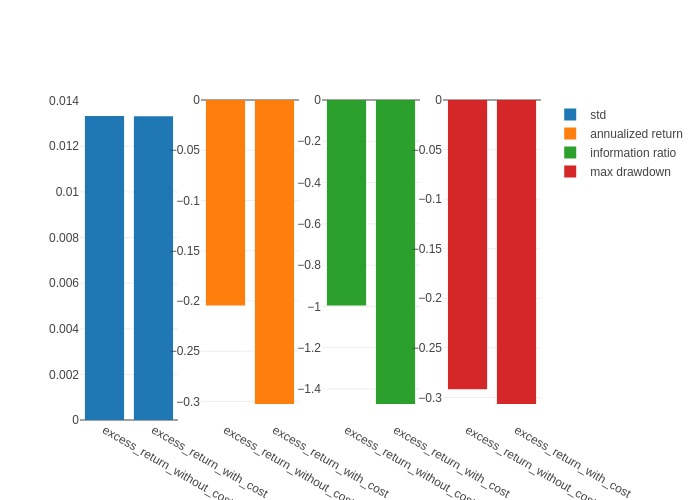 0.014
0.012
0.01
0.008
0.006
0.004
0.002
0
0
−0.05
−0.1
−0.15
−0.2
−0.25
−0.3
0
−0.2
−0.4
−0.6
−0.8
−1
−1.2
−1.4
0
−0.05
−0.1
−0.15
−0.2
−0.25
−0.3
std
annualized return
information ratio
max drawdown
excess_return_without_cost
excess_return_with_cost
excess_return_without_cost
excess_return_with_cost
excess_return_without_cost
excess_return_with_cost
excess_return_without_cost
excess_return_with_cost